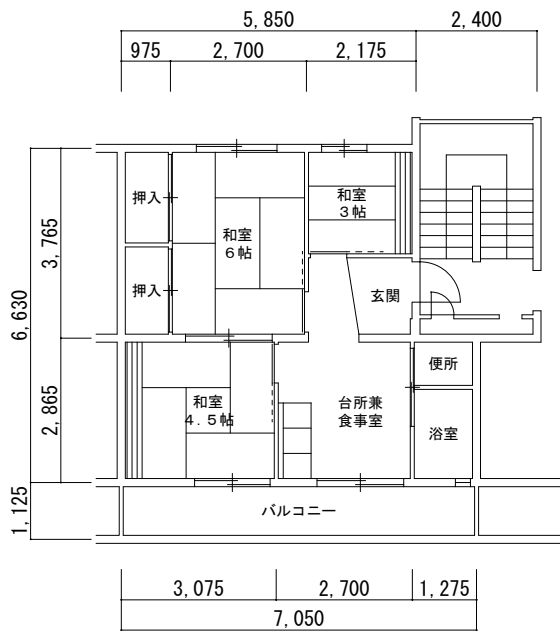 5,850
2,400
975
2,700
2,175
押入
和室
6帖
和室
3帖
3,765
6,630
押入
玄関
2,865
和室
4.5帖
台所兼
食事室
便所
浴室
1,125
バルコニー
3,075
2,700
1,275
7,050